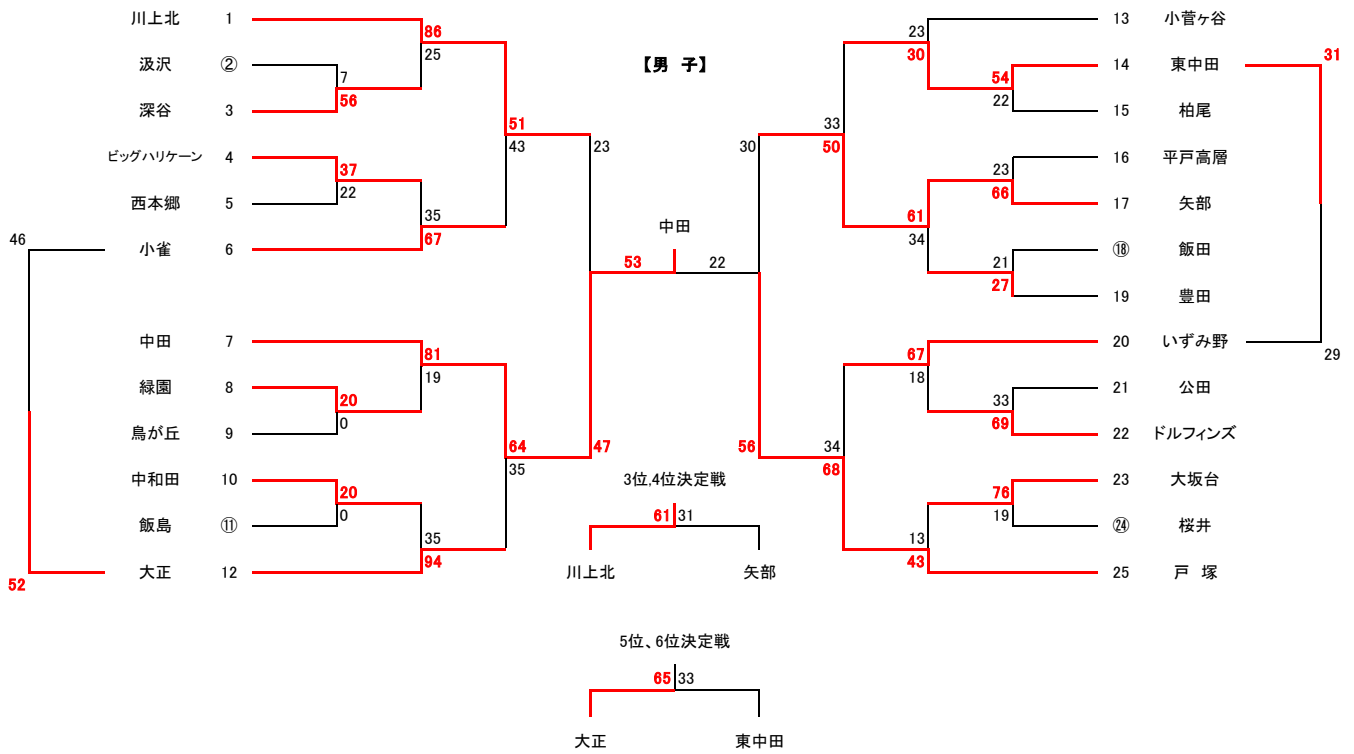 【男 子】
川上北 1
汲沢 ②
深谷 3
ビッグハリケーン 4
西本郷 5
小雀 6
中田 7
緑園 8
鳥が丘 9
中和田 10
飯島 ⑪
大正 12
86
25
7
56
51
43
37
22
35
67
23
46
52
81
19
20
0
64
35
47
20
0
35
94
中田
53 22
13 小菅ヶ谷
14 東中田
15 柏尾
16 平戸高層
17 矢部
⑱ 飯田
19 豊田
20 いずみ野
21 公田
22 ドルフィンズ
23 大坂台
㉔ 桜井
25 戸 塚
23
30
54
22
33
50
30
23
66
61
34
21
27
31
29
67
18
33
69
56
34
68
76
19
13
43
3位,4位決定戦
61 31
川上北 矢部
5位、6位決定戦
65 33
大正 東中田